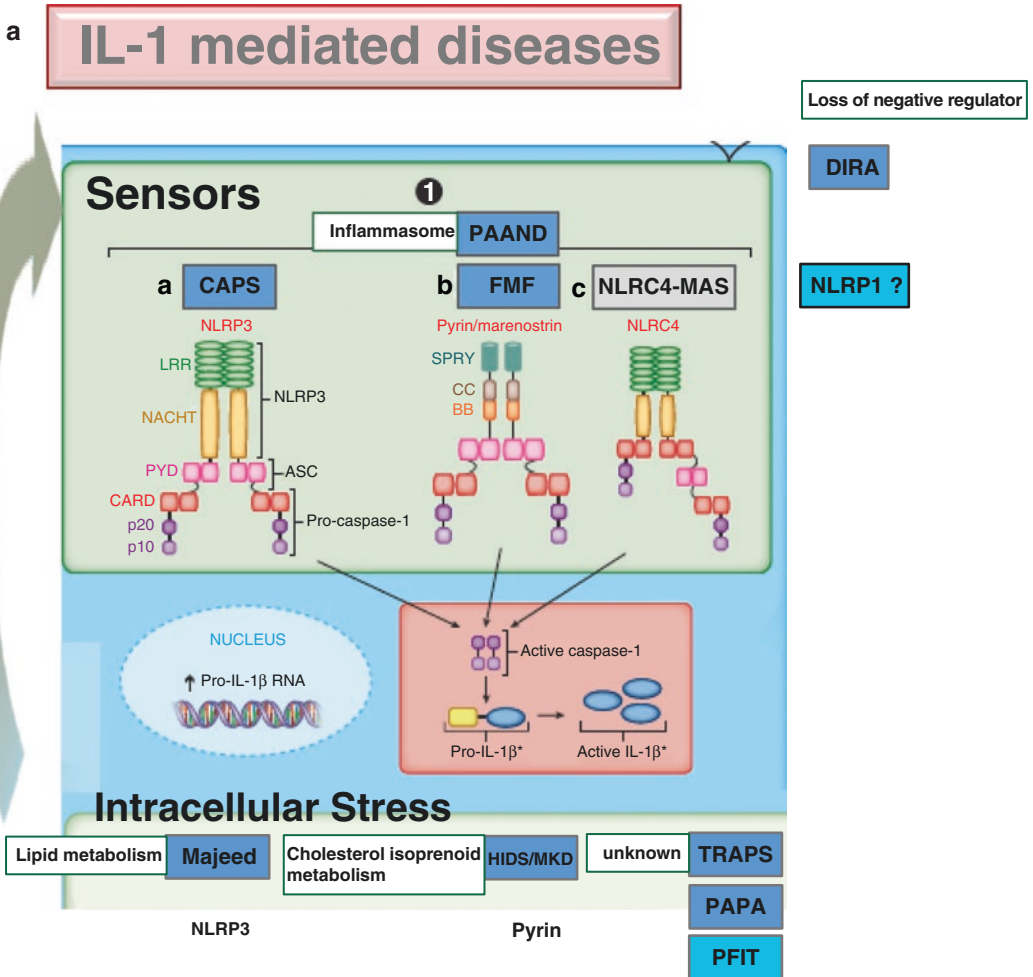 a
IL-1 mediated diseases
Loss of negative regulator
DIRA
Sensors
1
Inflammasome PAAND
a CAPS
b FMF
c NLRC4-MAS
NLRP1 ?
NLRP3
Pyrin/marenostrin
NLRC4
LRR
NACHT
PYD
CARD
p20
p10
NLRP3
ASC
Pro-caspase-1
SPRY
CC
BB
NUCLEUS
↑ Pro-IL-1β RNA
Active caspase-1
Pro-IL-1β*
Active IL-1β*
Intracellular Stress
Lipid metabolism Majeed
Cholesterol isoprenoid
metabolism
HIDS/MKD
unknown TRAPS
PAPA
PFIT
NLRP3
Pyrin